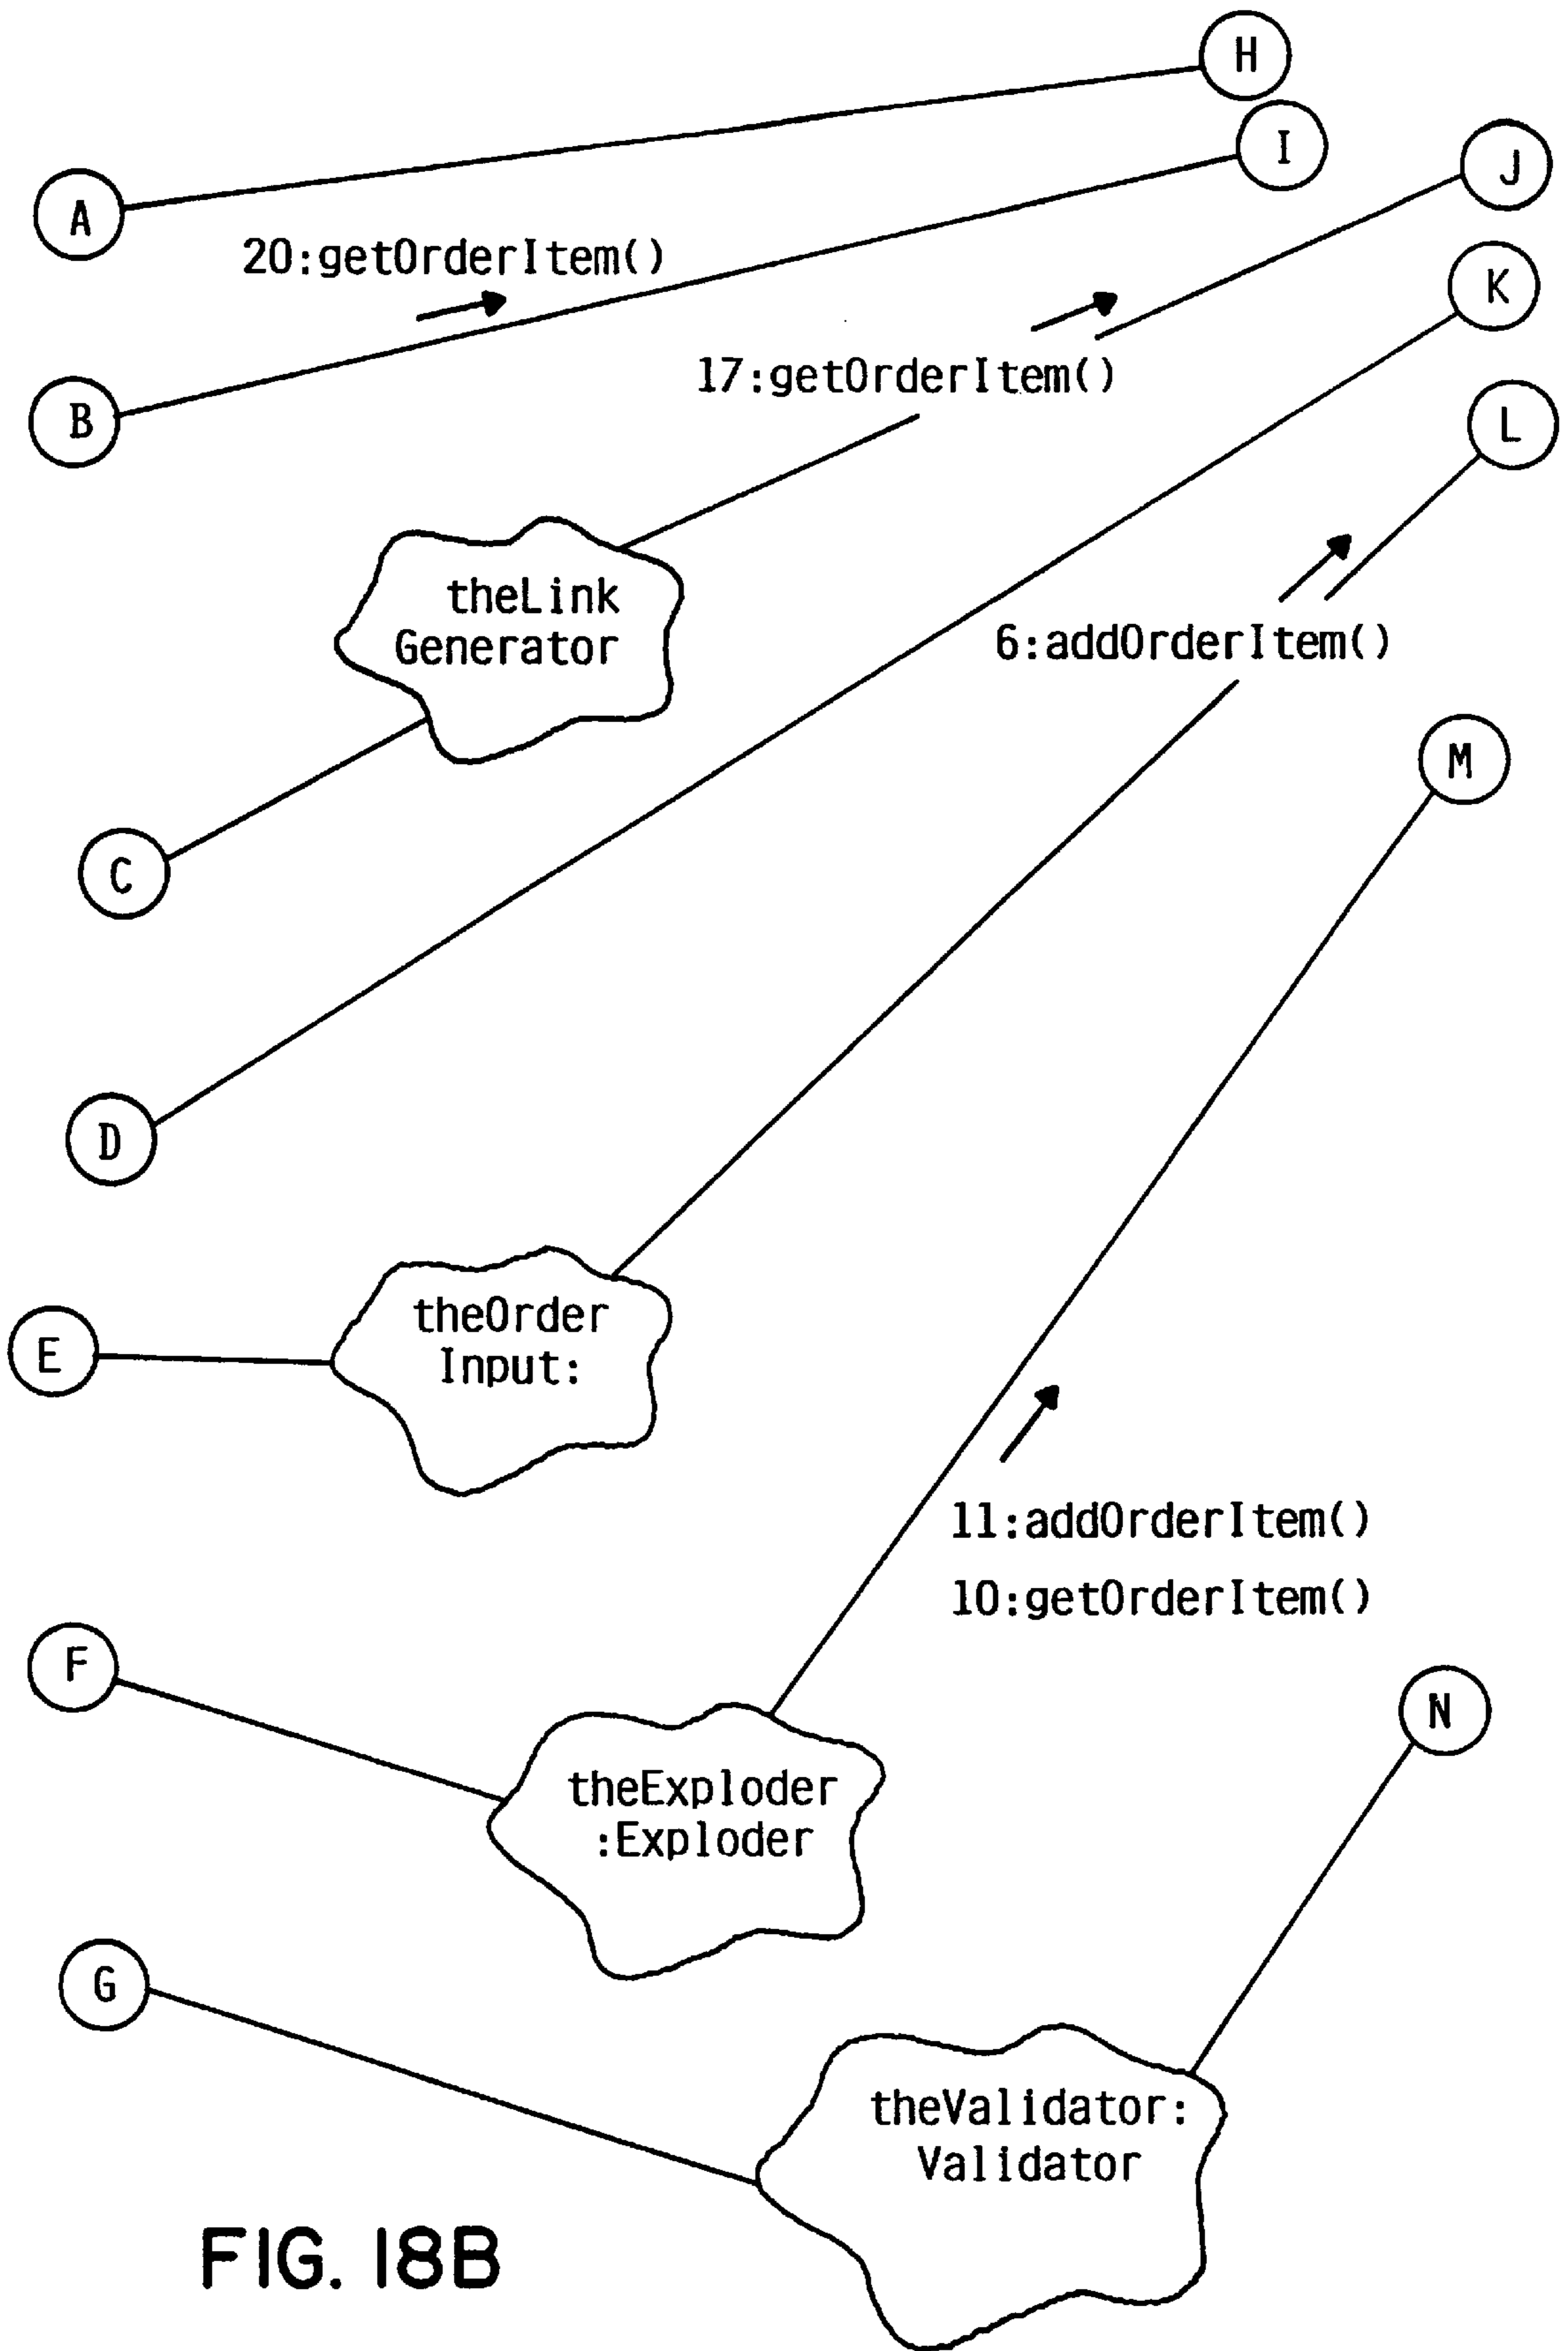 H
I
J
A
20:getOrderItem()
K
17:getOrderItem()
B
L
theLink
Generator
6:addOrderItem()
M
C
D
theOrder
Input:
E
11:addOrderItem()
10:getOrderItem()
F
N
theExploder
:Exploder
G
theValidator:
Validator
FIG. 18B